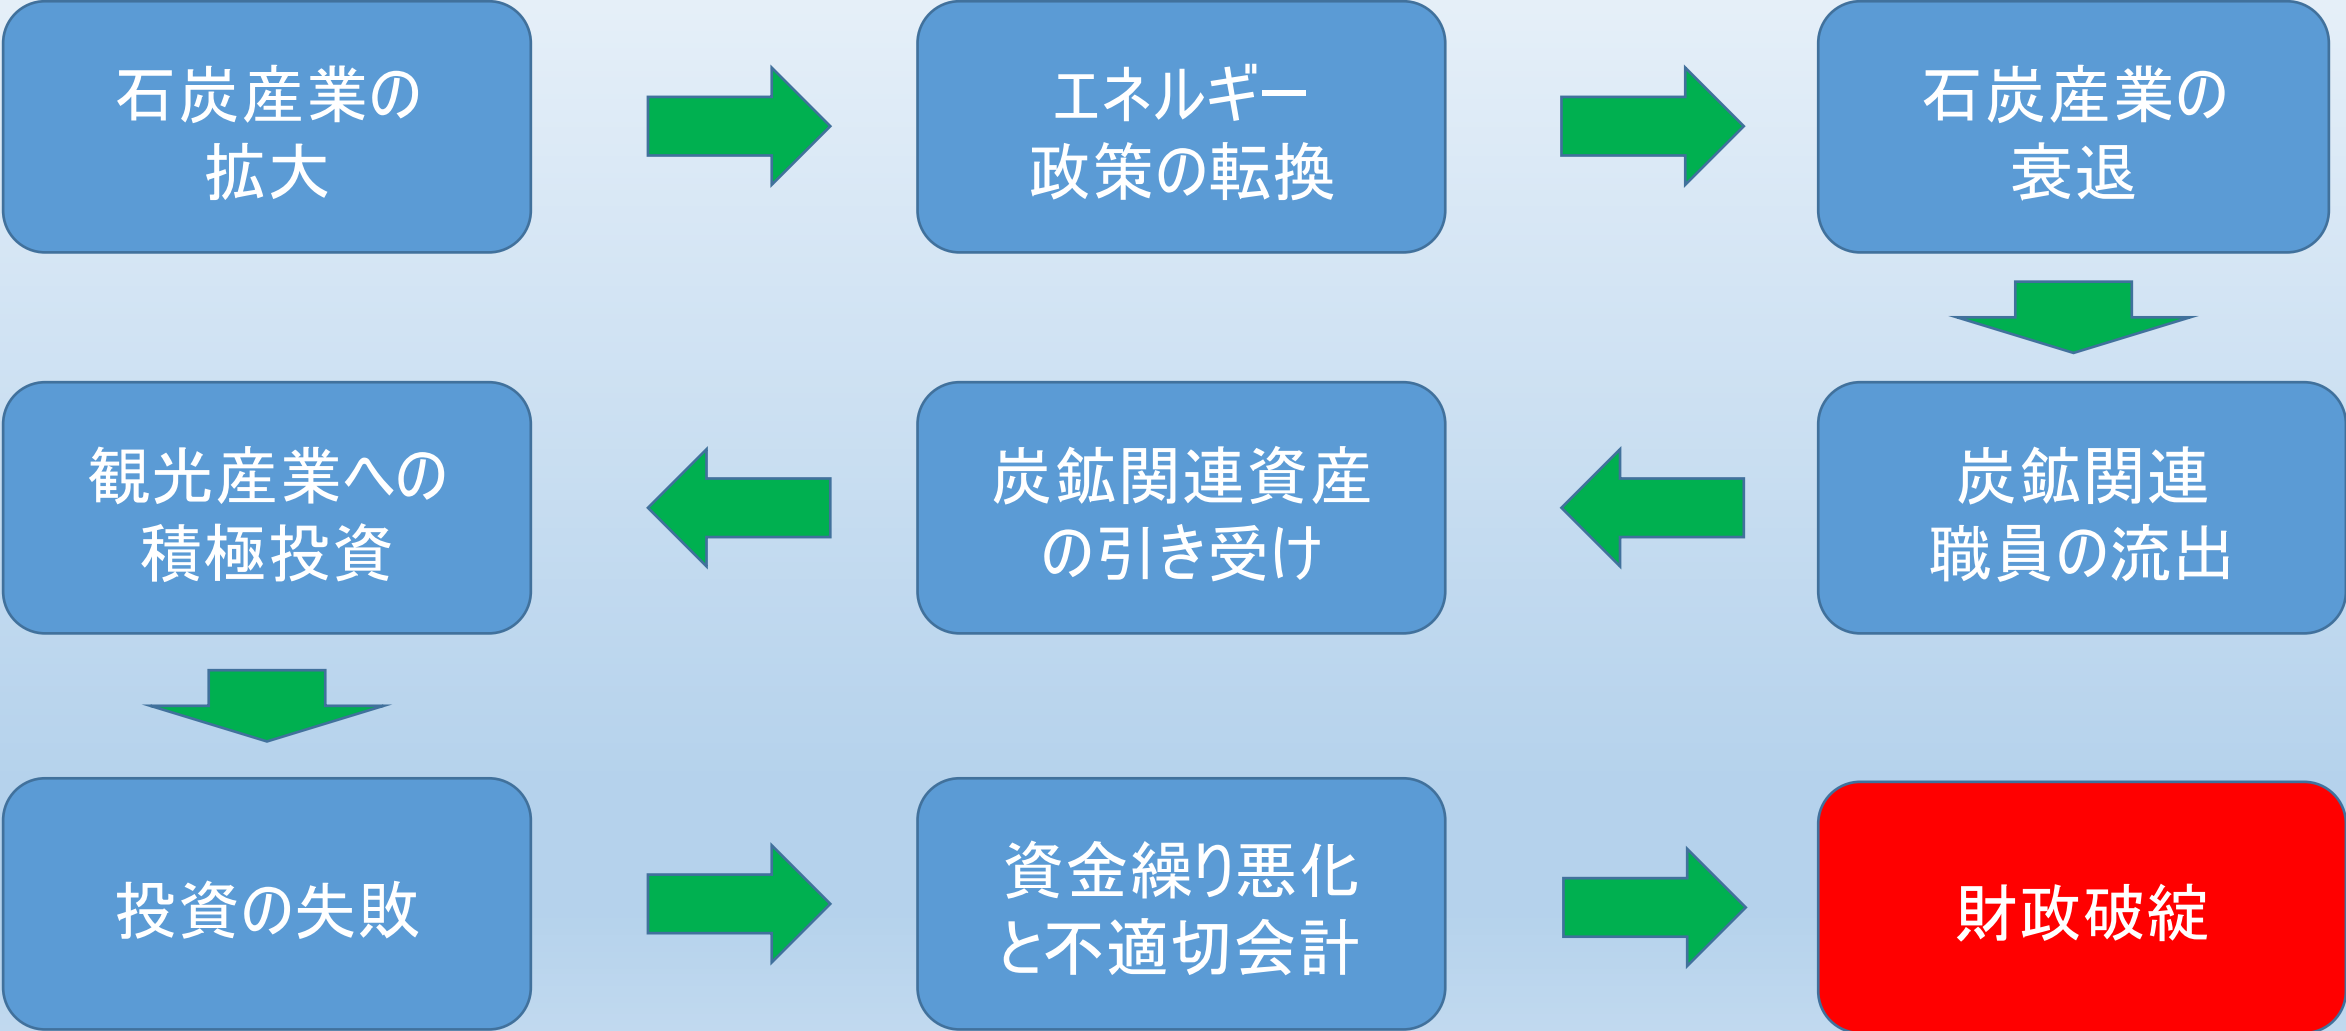 石炭産業の
拡大
エネルギー
政策の転換
石炭産業の
衰退
炭鉱関連
職員の流出
炭鉱関連資産
の引き受け
観光産業への
積極投資
投資の失敗
資金繰り悪化
と不適切会計
財政破綻